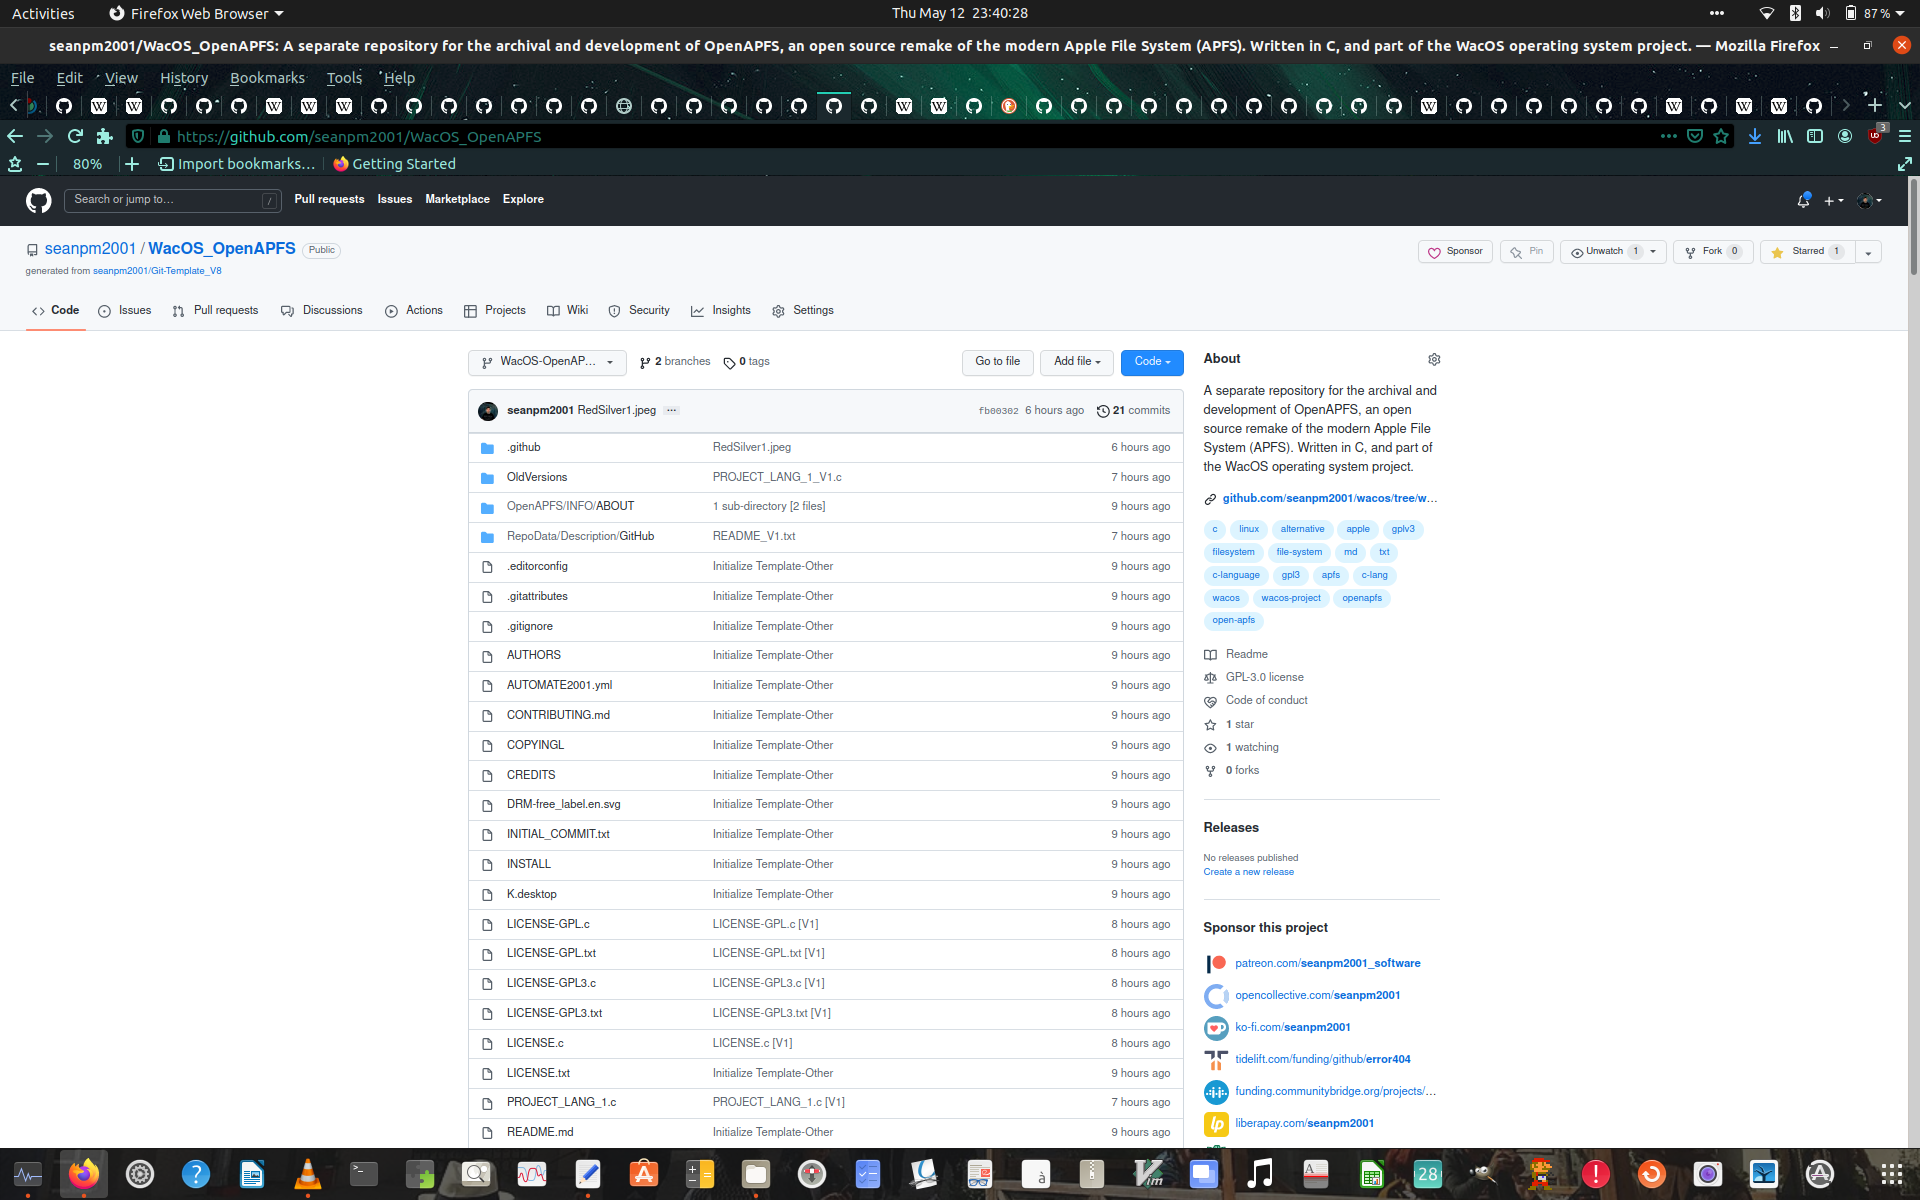 Activities Firefox Web Browser Thu May 12 23:40:28 87 %
seanpm2001/WacOS_OpenAPFS: A separate repository for the archival and development of OpenAPFS, an open source remake of the modern Apple File System (APFS). Written in C, and part of the WacOS operating system project. — Mozilla Firefox
File Edit View History Bookmarks Tools Help
https://github.com/seanpm2001/WacOS_OpenAPFS 3
80% Import bookmarks... Getting Started
Search or jump to... / Pull requests Issues Marketplace Explore
seanpm2001 / WacOS_OpenAPFS Public
Sponsor Pin Unwatch 1 Fork 0 Starred 1
generated from seanpm2001/Git-Template_V8
Code Issues Pull requests Discussions Actions Projects Wiki Security Insights Settings
WacOS-OpenAP... 2 branches 0 tags Go to file Add file Code
seanpm2001 RedSilver1.jpeg ... fb00302 6 hours ago 21 commits
.github RedSilver1.jpeg 6 hours ago
OldVersions PROJECT_LANG_1_V1.c 7 hours ago
OpenAPFS/INFO/ABOUT 1 sub-directory [2 files] 9 hours ago
RepoData/Description/GitHub README_V1.txt 7 hours ago
.editorconfig Initialize Template-Other 9 hours ago
.gitattributes Initialize Template-Other 9 hours ago
.gitignore Initialize Template-Other 9 hours ago
AUTHORS Initialize Template-Other 9 hours ago
AUTOMATE2001.yml Initialize Template-Other 9 hours ago
CONTRIBUTING.md Initialize Template-Other 9 hours ago
COPYINGL Initialize Template-Other 9 hours ago
CREDITS Initialize Template-Other 9 hours ago
DRM-free_label.en.svg Initialize Template-Other 9 hours ago
INITIAL_COMMIT.txt Initialize Template-Other 9 hours ago
INSTALL Initialize Template-Other 9 hours ago
K.desktop Initialize Template-Other 9 hours ago
LICENSE-GPL.c LICENSE-GPL.c [V1] 8 hours ago
LICENSE-GPL.txt LICENSE-GPL.txt [V1] 8 hours ago
LICENSE-GPL3.c LICENSE-GPL3.c [V1] 8 hours ago
LICENSE-GPL3.txt LICENSE-GPL3.txt [V1] 8 hours ago
LICENSE.c LICENSE.c [V1] 8 hours ago
LICENSE.txt Initialize Template-Other 9 hours ago
PROJECT_LANG_1.c PROJECT_LANG_1.c [V1] 7 hours ago
README.md Initialize Template-Other 9 hours ago
About
A separate repository for the archival and
development of OpenAPFS, an open
source remake of the modern Apple File
System (APFS). Written in C, and part of
the WacOS operating system project.
github.com/seanpm2001/wacos/tree/w...
c linux alternative apple gplv3
filesystem file-system md txt
c-language gpl3 apfs c-lang
wacos wacos-project openapfs
open-apfs
Readme
GPL-3.0 license
Code of conduct
1 star
1 watching
0 forks
Releases
No releases published
Create a new release
Sponsor this project
patreon.com/seanpm2001_software
opencollective.com/seanpm2001
ko-fi.com/seanpm2001
tidelift.com/funding/github/error404
funding.communitybridge.org/projects/...
lp liberapay.com/seanpm2001
28